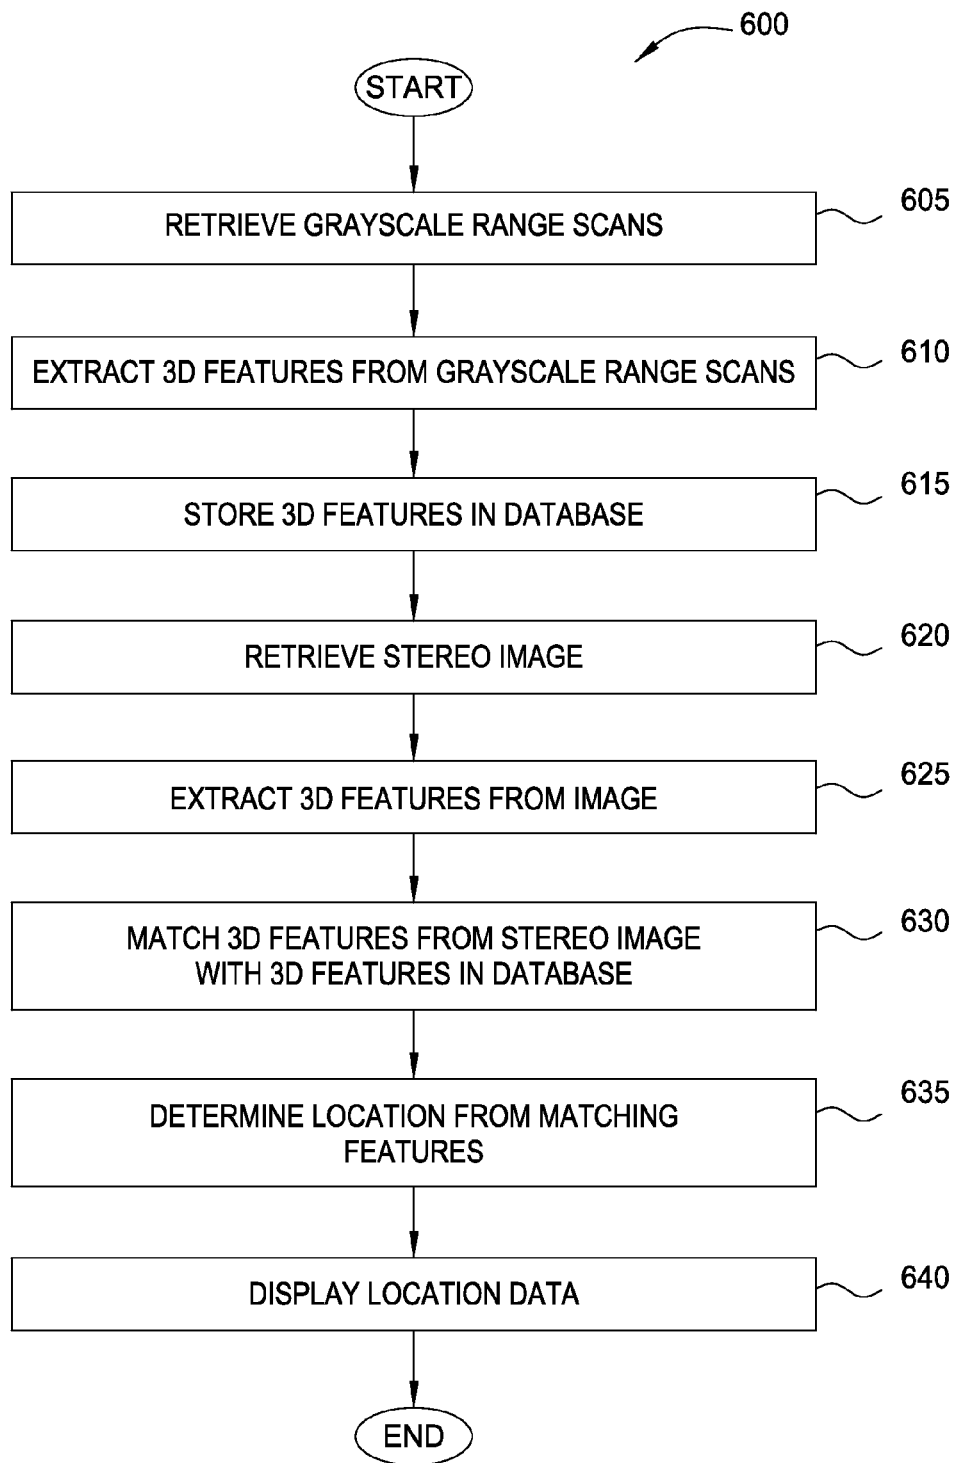 600
START
RETRIEVE GRAYSCALE RANGE SCANS
605
EXTRACT 3D FEATURES FROM GRAYSCALE RANGE SCANS
610
STORE 3D FEATURES IN DATABASE
615
RETRIEVE STEREO IMAGE
620
EXTRACT 3D FEATURES FROM IMAGE
625
MATCH 3D FEATURES FROM STEREO IMAGE
WITH 3D FEATURES IN DATABASE
630
DETERMINE LOCATION FROM MATCHING
FEATURES
635
DISPLAY LOCATION DATA
640
END